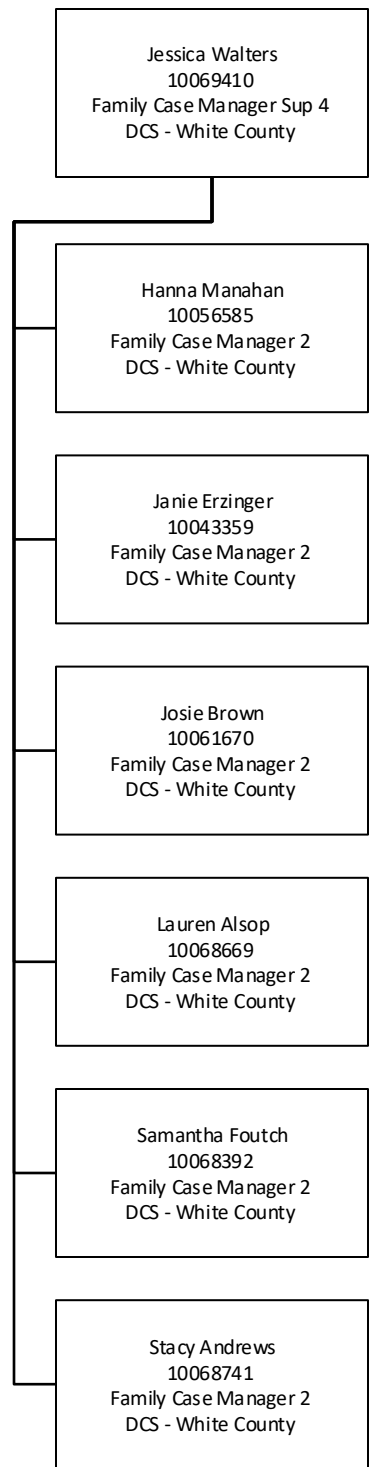 Jessica Walters
10069410
Family Case Manager Sup 4
DCS - White County
Hanna Manahan
10056585
Family Case Manager 2
DCS - White County
Janie Erzinger
10043359
Family Case Manager 2
DCS - White County
Josie Brown
10061670
Family Case Manager 2
DCS - White County
Lauren Alsop
10068669
Family Case Manager 2
DCS - White County
Samantha Foutch
10068392
Family Case Manager 2
DCS - White County
Stacy Andrews
10068741
Family Case Manager 2
DCS - White County